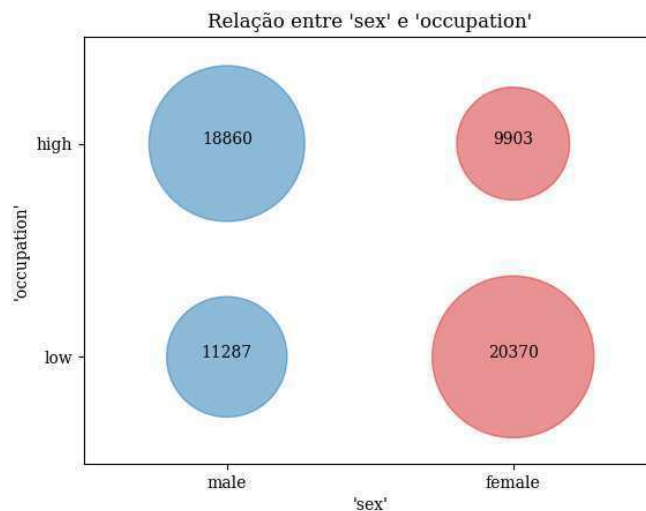 Relação entre 'sex' e 'occupation'
'occupation'
high
18860
9903
low
11287
20370
male
female
'sex'